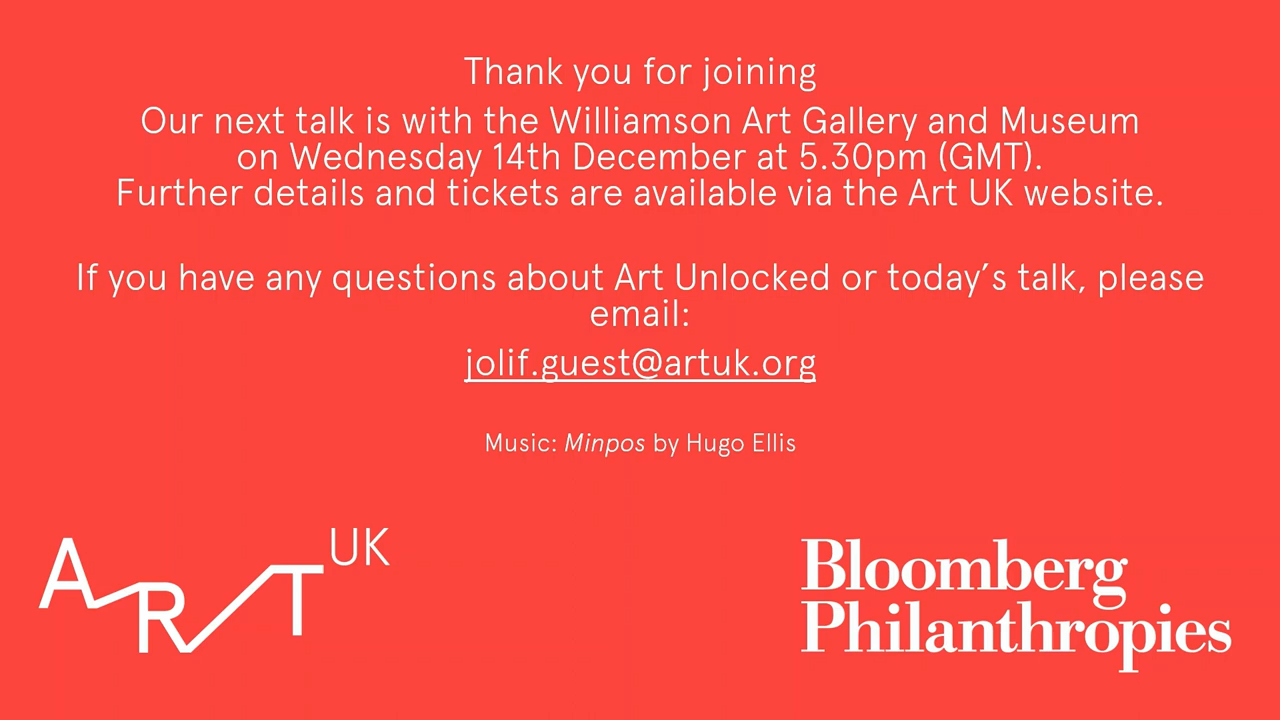 Thank you for joining
Our next talk is with the Williamson Art Gallery and Museum
on Wednesday 14th December at 5.30pm (GMT).
Further details and tickets are available via the Art UK website.
If you have any questions about Art Unlocked or today’s talk, please
email:
jolif.guest@artuk.org
Music: Minpos by Hugo Ellis
ART UK
Bloomberg
Philanthropies